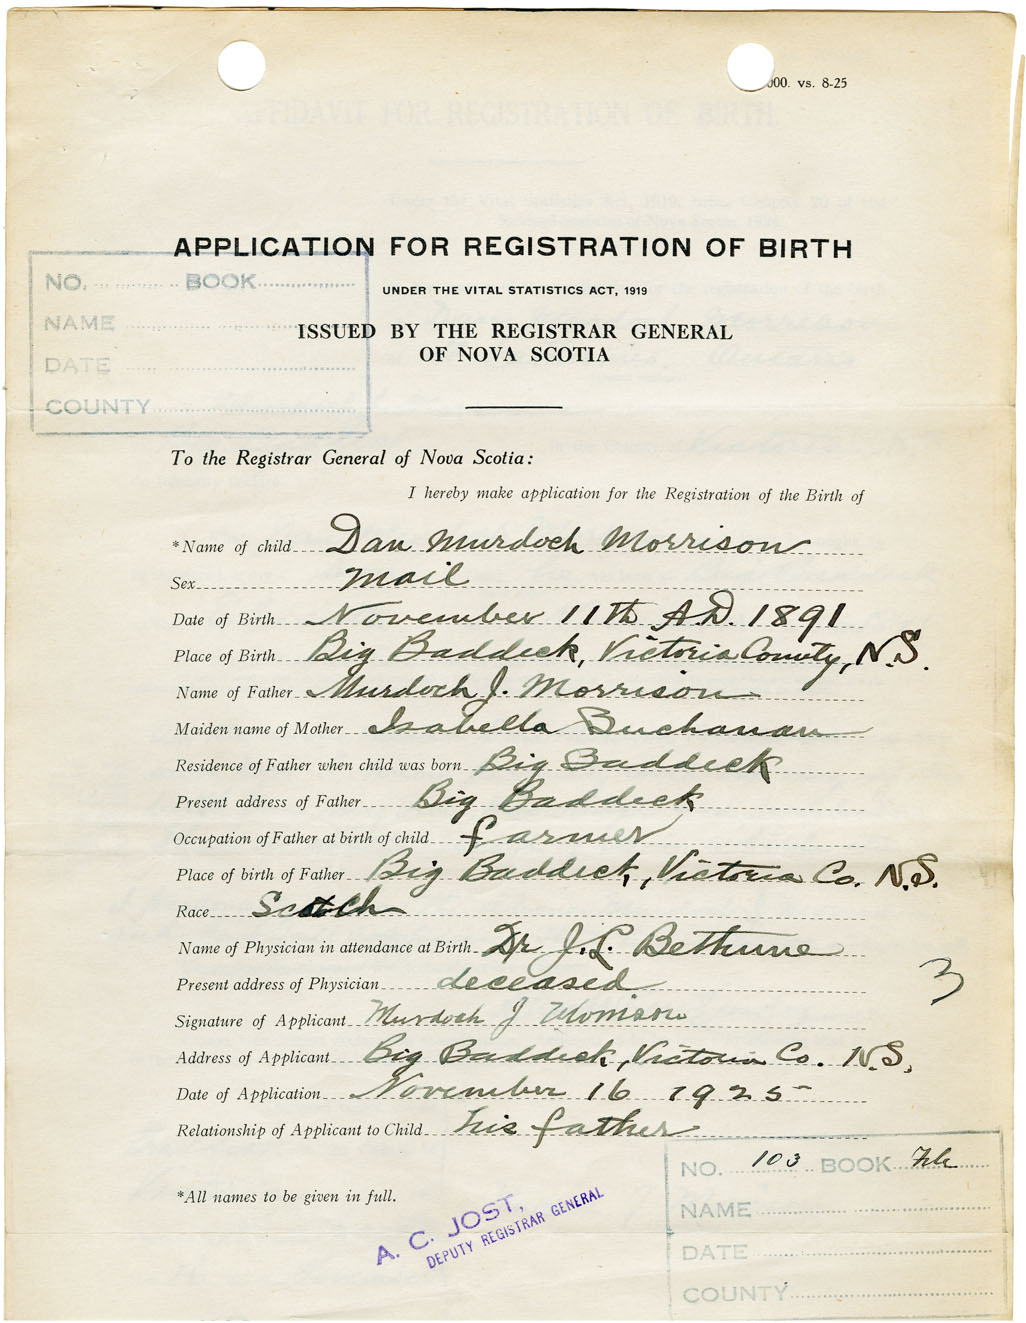 000. vs. 8-25
APPLICATION FOR REGISTRATION OF BIRTH
UNDER THE VITAL STATISTICS ACT, 1919
ISSUED BY THE REGISTRAR GENERAL
OF NOVA SCOTIA
NO. BOOK
NAME
DATE
COUNTY
To the Registrar General of Nova Scotia:
I hereby make application for the Registration of the Birth of
*Name of child Dan Murdoch Morrison
Sex Mail
Date of Birth November 11th A.D. 1891
Place of Birth Big Baddeck, Victoria County, N.S.
Name of Father Murdoch J. Morrison
Maiden name of Mother Isabella Buchanan
Residence of Father when child was born Big Baddeck
Present address of Father Big Baddeck
Occupation of Father at birth of child farmer
Place of birth of Father Big Baddeck, Victoria Co. N.S.
Race Scotch
Name of Physician in attendance at Birth Dr J.L. Bethune
Present address of Physician deceased
3
Signature of Applicant Murdoch J Morrison
Address of Applicant Big Baddeck, Victoria Co. N.S.
Date of Application November 16 1925
Relationship of Applicant to Child his father
NO. 103 BOOK
NAME
DATE
COUNTY
*All names to be given in full.
A. C. JOST,
DEPUTY REGISTRAR GENERAL